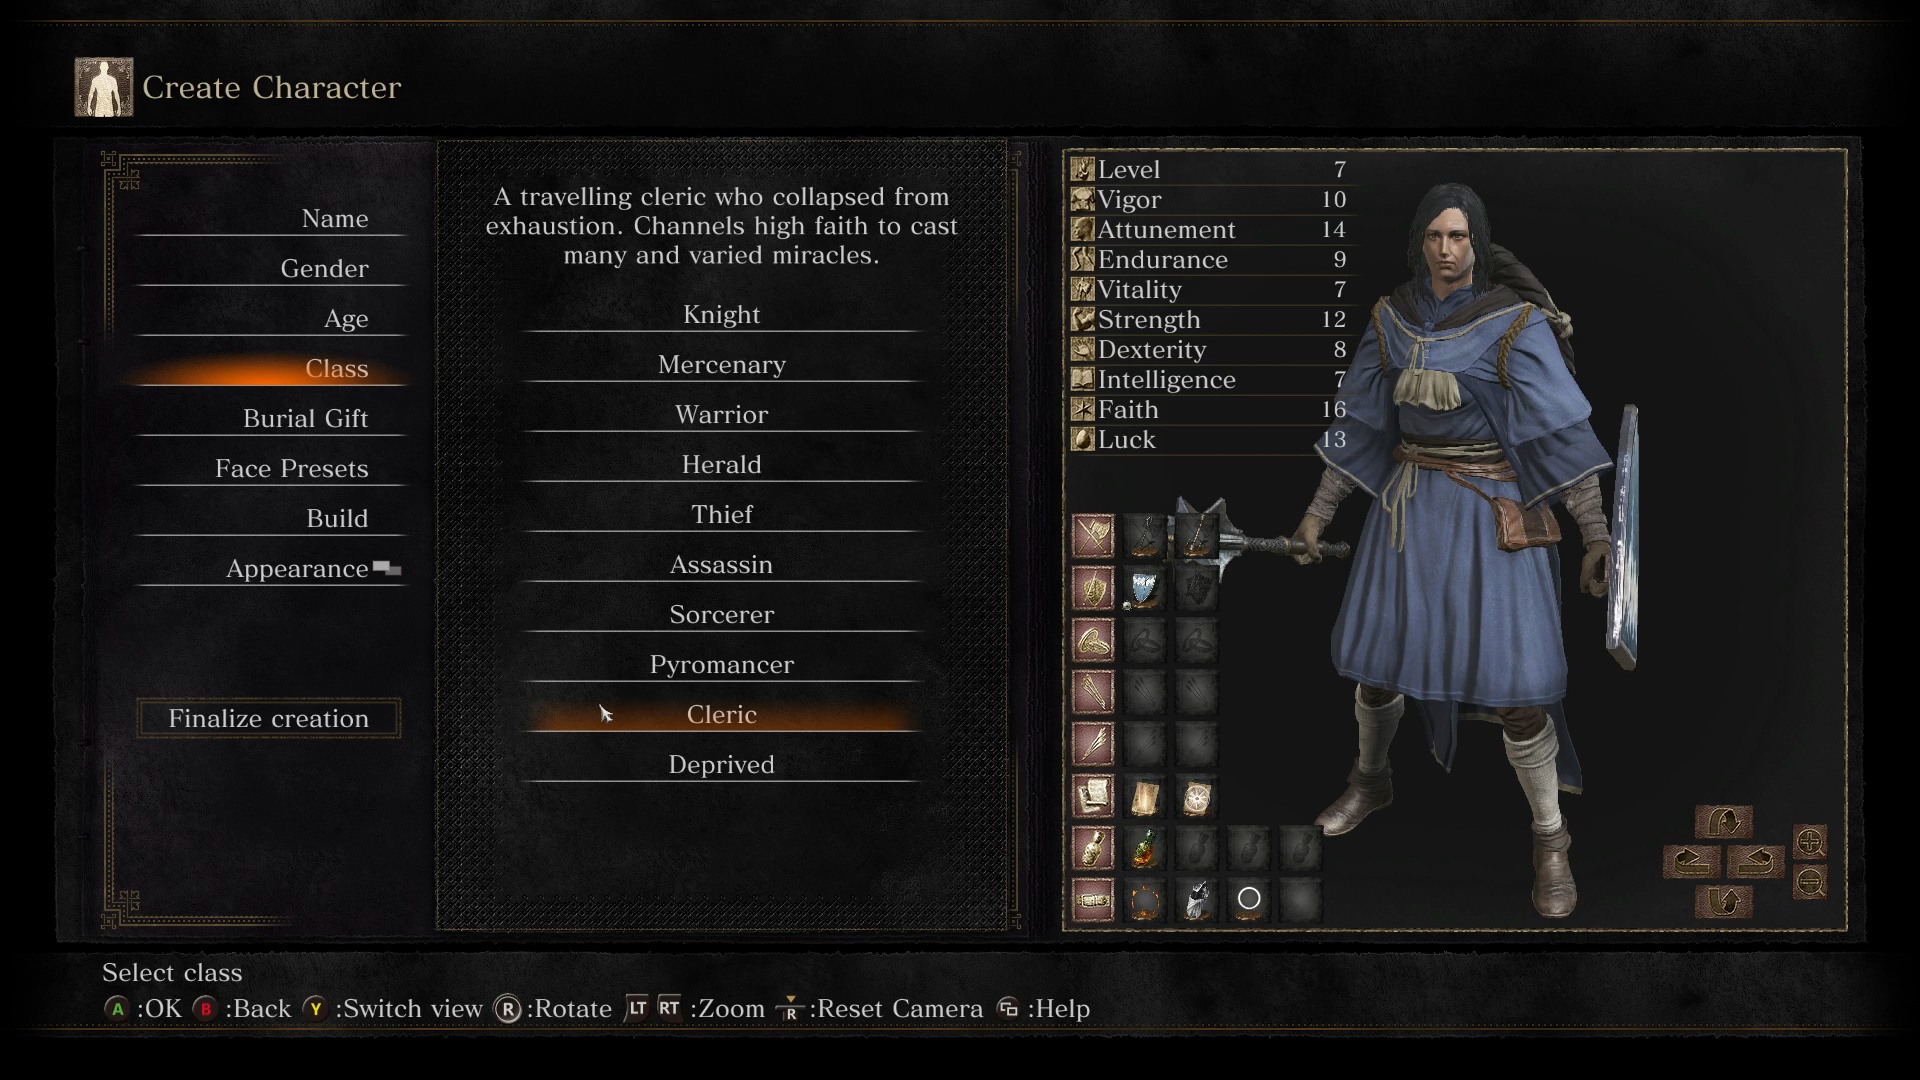 Create Character
Name
Gender
Age
Class
Burial Gift
Face Presets
Build
Appearance
Finalize creation
A travelling cleric who collapsed from
exhaustion. Channels high faith to cast
many and varied miracles.
Knight
Mercenary
Warrior
Herald
Thief
Assassin
Sorcerer
Pyromancer
Cleric
Deprived
Level 7
Vigor 10
Attunement 14
Endurance 9
Vitality 7
Strength 12
Dexterity 8
Intelligence 7
Faith 16
Luck 13
Select class
A :OK B :Back Y :Switch view R :Rotate LT RT :Zoom R :Reset Camera :Help